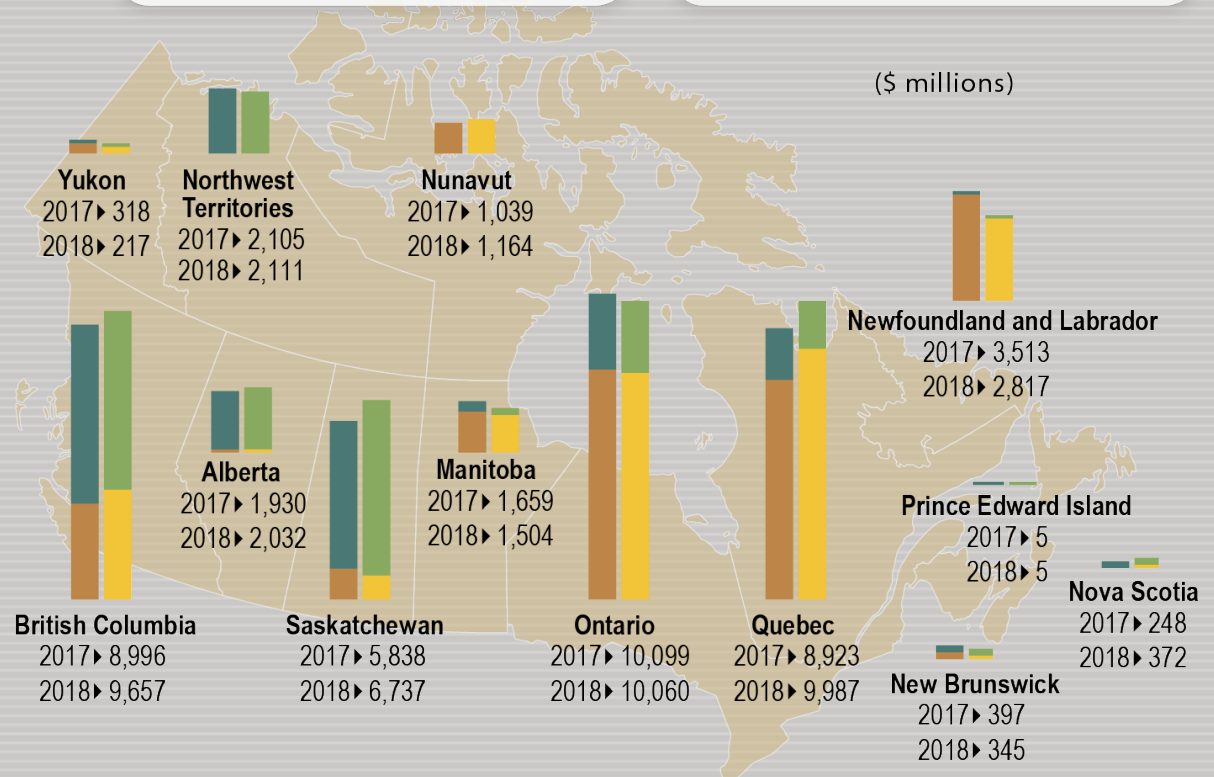 ($ millions)
Yukon
2017▸318
2018▸217
Northwest
Territories
2017▸2,105
2018▸2,111
Nunavut
2017▸1,039
2018▸1,164
Newfoundland and Labrador
2017▸3,513
2018▸2,817
Alberta
2017▸1,930
2018▸2,032
Manitoba
2017▸1,659
2018▸1,504
Prince Edward Island
2017▸5
2018▸5
Nova Scotia
2017▸248
2018▸372
British Columbia
2017▸8,996
2018▸9,657
Saskatchewan
2017▸5,838
2018▸6,737
Ontario
2017▸10,099
2018▸10,060
Quebec
2017▸8,923
2018▸9,987
New Brunswick
2017▸397
2018▸345